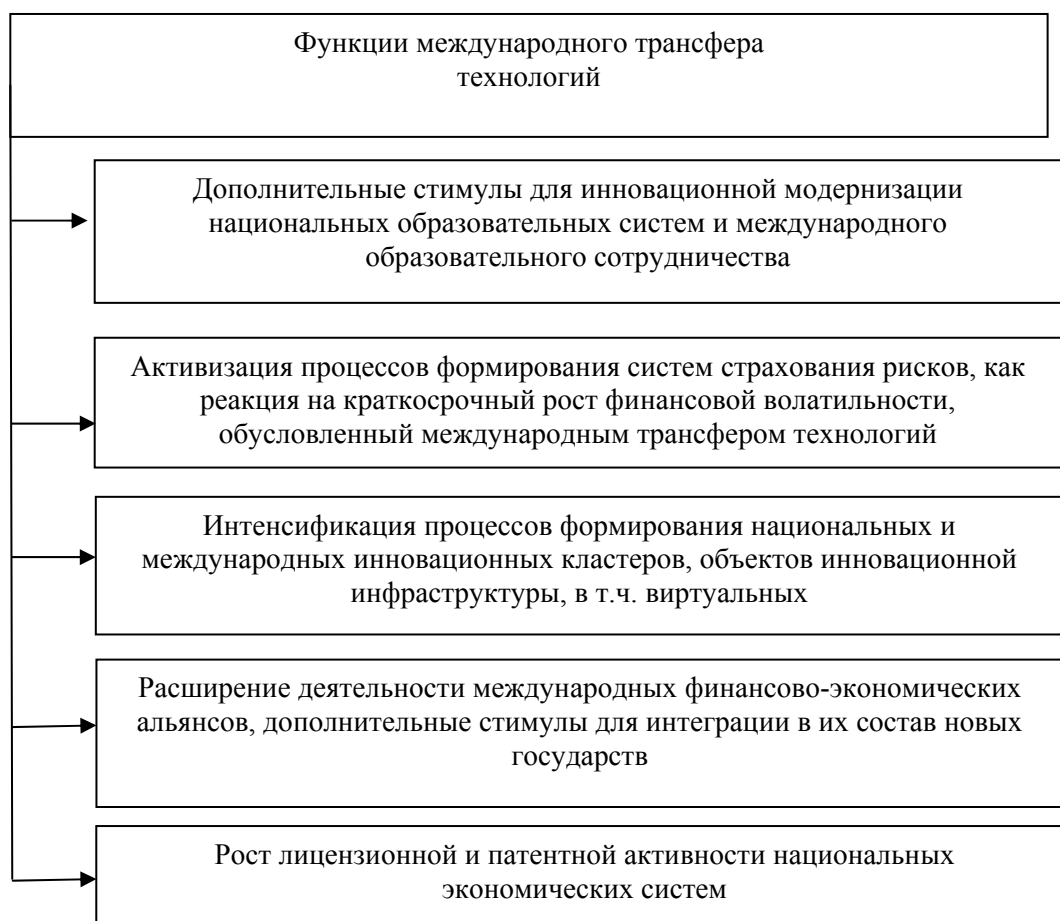 Функции международного трансфера
технологий
Дополнительные стимулы для инновационной модернизации
национальных образовательных систем и международного
образовательного сотрудничества
Активизация процессов формирования систем страхования рисков, как
реакция на краткосрочный рост финансовой волатильности,
обусловленный международным трансфером технологий
Интенсификация процессов формирования национальных и
международных инновационных кластеров, объектов инновационной
инфраструктуры, в т.ч. виртуальных
Расширение деятельности международных финансово-экономических
альянсов, дополнительные стимулы для интеграции в их состав новых
государств
Рост лицензионной и патентной активности национальных
экономических систем